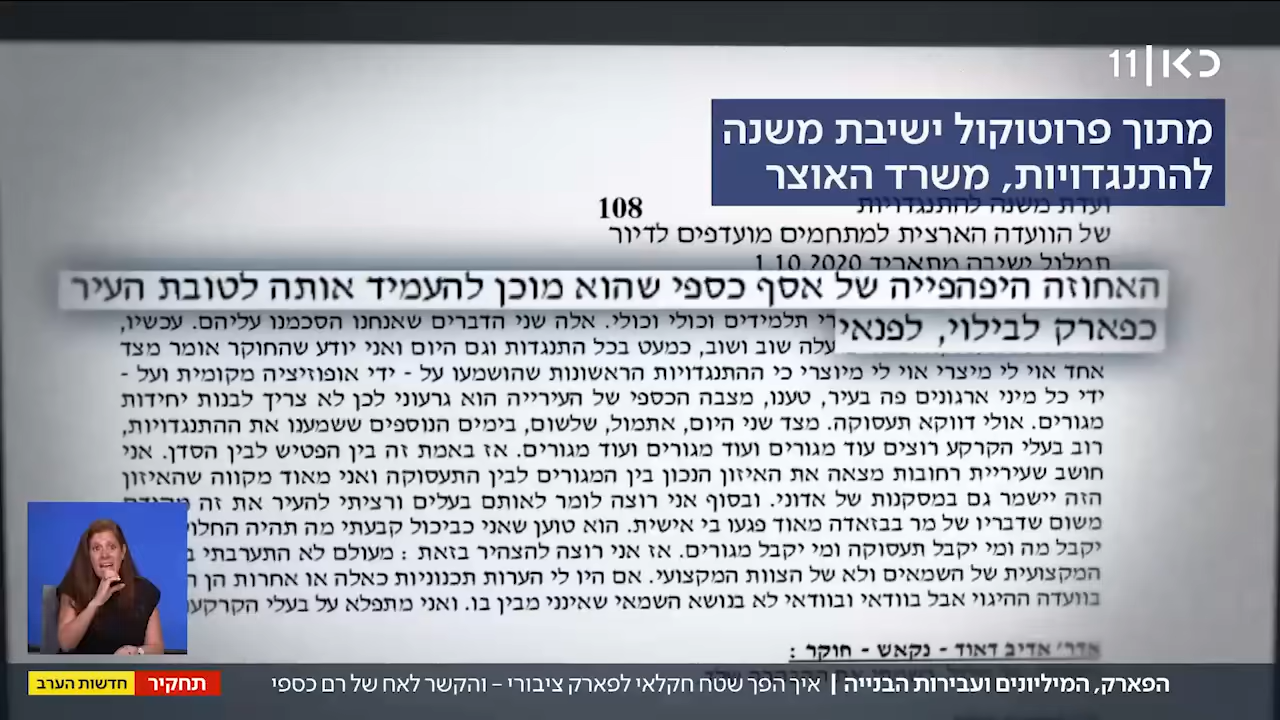 כאן 11
מתוך פרוטוקול ישיבת משנה
להתנגדויות, משרד האוצר
ועדת משנה להתנגדויות
108
של הוועדה הארצית למתחמים מועדפים לדיור
תמלול ישיבה מתאריך 1.10.2020
האחוזה היפהפייה של אסף כספי שהוא מוכן להעמיד אותה לטובת העיר
כפארק לבילוי, לפנאי
תלמידים וכולי וכולי. אלה שני הדברים שאנחנו הסכמנו עליהם. עכשיו,
עלה שוב ושוב, כמעט בכל התנגדות וגם היום ואני יודע שהחוקר אומר מצד
אחד אוי לי מיצרי אוי לי מיוצרי כי ההתנגדויות הראשונות שהושמעו על - ידי אופוזיציה מקומית ועל -
ידי כל מיני ארגונים פה בעיר, טענו, מצבה הכספי של העירייה הוא גרעוני לכן לא צריך לבנות יחידות
מגורים. אולי דווקא תעסוקה. מצד שני היום, אתמול, שלשום, בימים הנוספים ששמענו את ההתנגדויות,
רוב בעלי הקרקע רוצים עוד מגורים ועוד מגורים ועוד מגורים. אז באמת זה בין הפטיש לבין הסדן. אני
חושב שעיריית רחובות מצאה את האיזון הנכון בין המגורים לבין התעסוקה ואני מאוד מקווה שהאיזון
הזה יישמר גם במסקנות של אדוני. ובסוף אני רוצה לומר לאותם בעלים ורציתי להעיר את זה
משום שדבריו של מר בבזאדה מאוד פגעו בי אישית. הוא טוען שאני כביכול קבעתי מה תהיה
יקבל מה ומי יקבל תעסוקה ומי יקבל מגורים. אז אני רוצה להצהיר בזאת : מעולם לא התערבתי
המקצועית של השמאים ולא של הצוות המקצועי. אם היו לי הערות תכנוניות כאלה או אחרות הן
בוועדה ההיגוי אבל בוודאי ובוודאי לא בנושא השמאי שאינני מבין בו. ואני מתפלא על בעלי
אדר' אדיב דאוד - נקאש - חוקר :
הפארק, המיליונים ועבירות הבנייה | איך הפך שטח חקלאי לפארק ציבורי - והקשר לאח של רם כספי
תחקיר
חדשות הערב